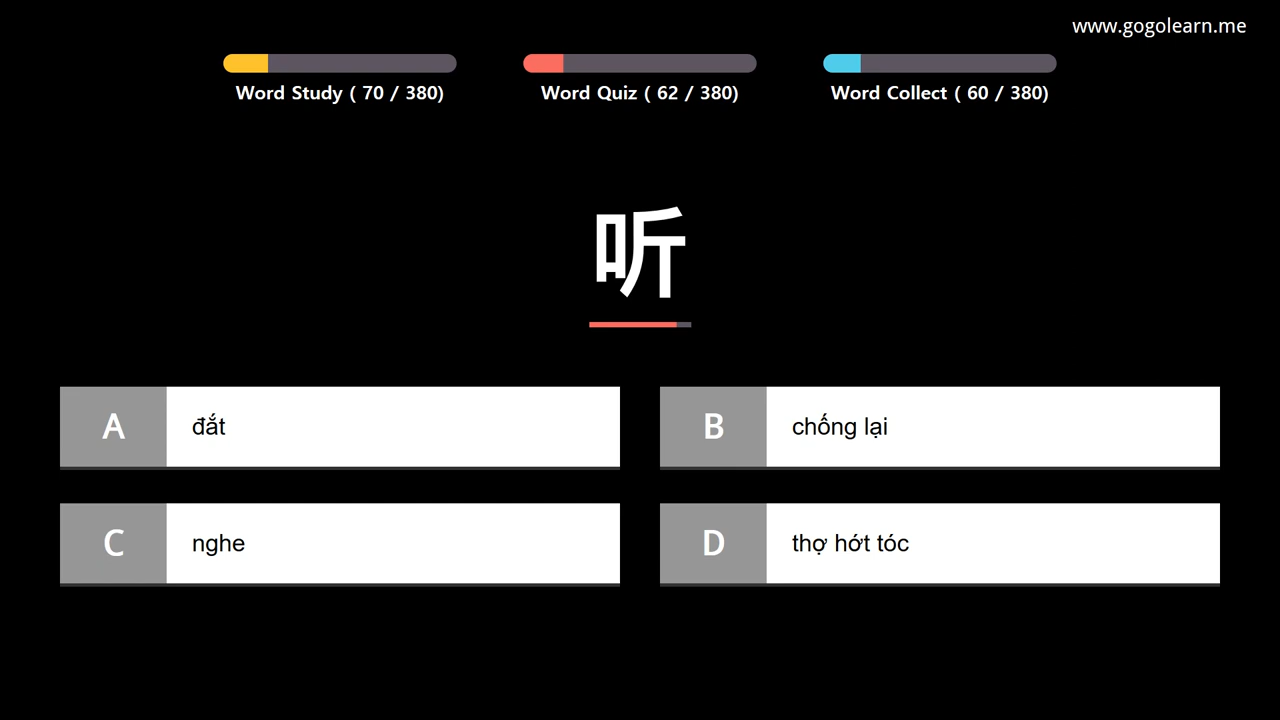 www.gogolearn.me
Word Study ( 70 / 380)
Word Quiz ( 62 / 380)
Word Collect ( 60 / 380)
听
A đắt
B chống lại
C nghe
D thợ hớt tóc